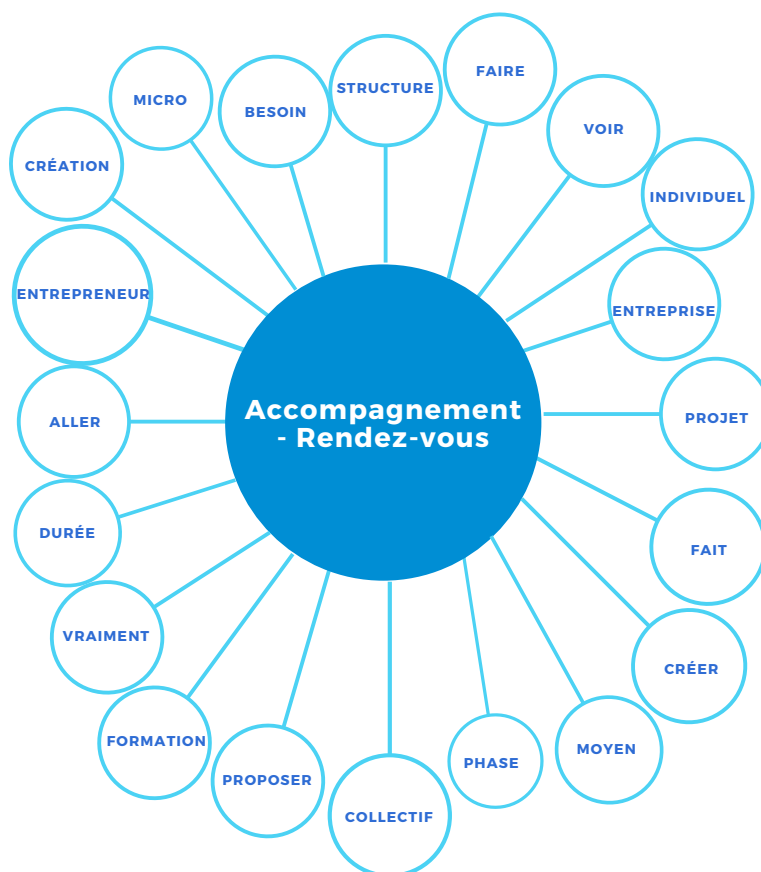 FAIRE
STRUCTURE
MICRO
BESOIN
VOIR
CRÉATION
INDIVIDUEL
ENTREPRENEUR
ENTREPRISE
Accompagnement
- Rendez-vous
PROJET
ALLER
DURÉE
FAIT
VRAIMENT
CRÉER
FORMATION
MOYEN
PHASE
PROPOSER
COLLECTIF